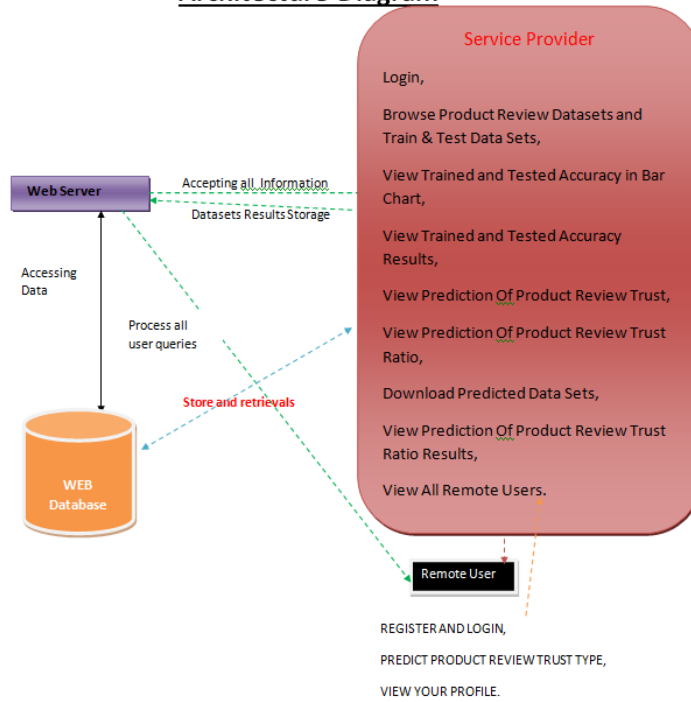 Architecture Diagram
Service Provider
Login,
Browse Product Review Datasets and
Train & Test Data Sets,
View Trained and Tested Accuracy in Bar
Chart,
View Trained and Tested Accuracy
Results,
View Prediction Of Product Review Trust,
View Prediction Of Product Review Trust
Ratio,
Download Predicted Data Sets,
View Prediction Of Product Review Trust
Ratio Results,
View All Remote Users.
Web Server
Accepting all Information
Datasets Results Storage
Accessing
Data
Process all
user queries
Store and retrievals
WEB
Database
Remote User
REGISTER AND LOGIN,
PREDICT PRODUCT REVIEW TRUST TYPE,
VIEW YOUR PROFILE.